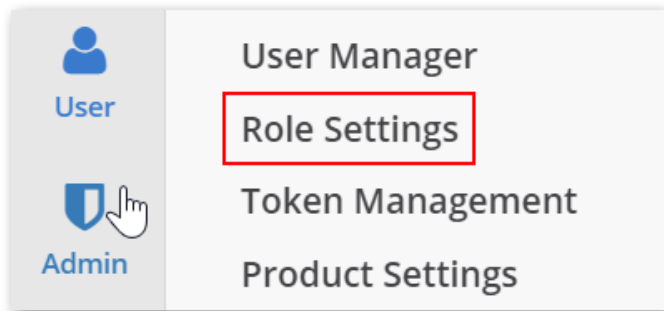 User
Admin
User Manager
Role Settings
Token Management
Product Settings